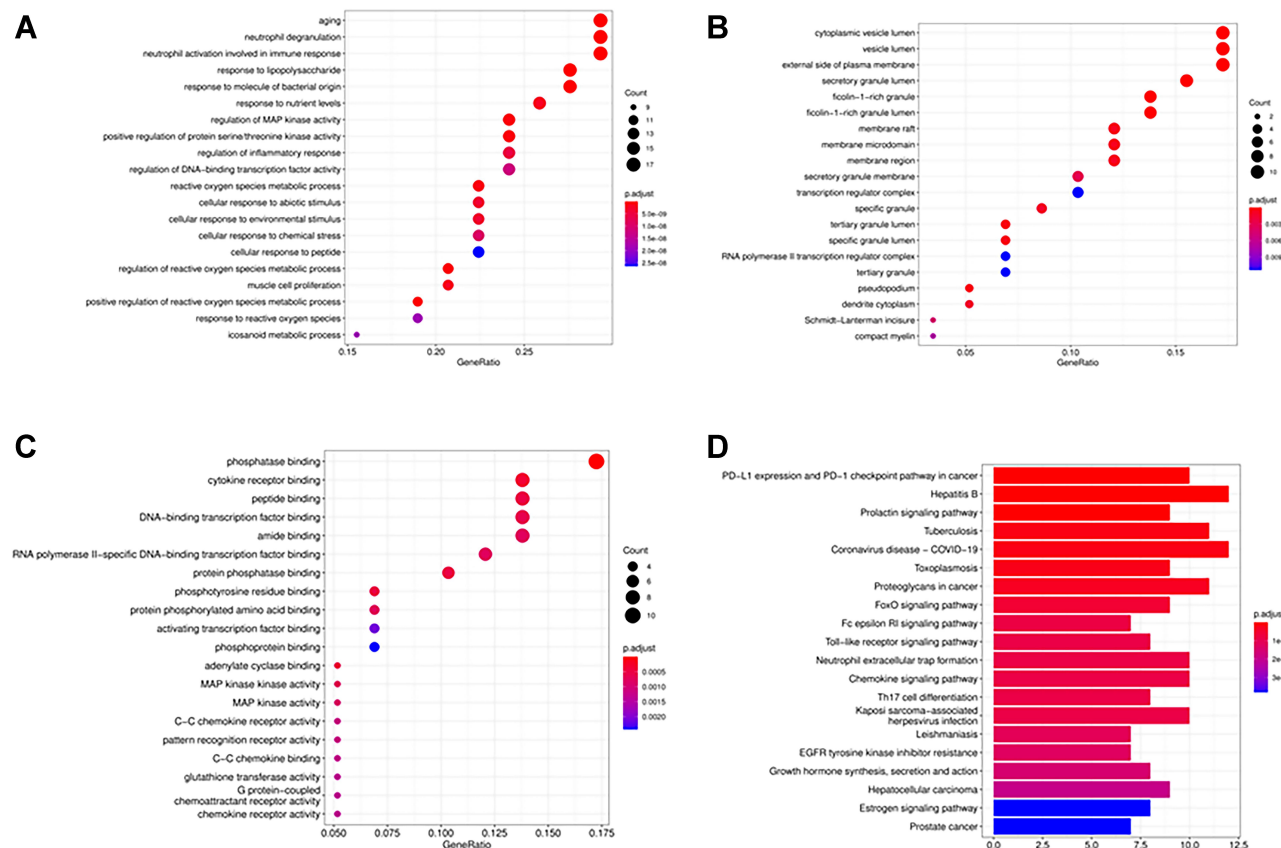 A
aging
neutrophil degranulation
neutrophil activation involved in immune response
response to lipopolysaccharide
response to molecule of bacterial origin
response to nutrient levels
regulation of MAP kinase activity
positive regulation of protein serine/threonine kinase activity
regulation of inflammatory response
regulation of DNA−binding transcription factor activity
reactive oxygen species metabolic process
cellular response to abiotic stimulus
cellular response to environmental stimulus
cellular response to chemical stress
cellular response to peptide
regulation of reactive oxygen species metabolic process
muscle cell proliferation
positive regulation of reactive oxygen species metabolic process
response to reactive oxygen species
icosanoid metabolic process
0.15 0.20 0.25
GeneRatio
Count
9
11
13
15
17
p.adjust
5.0e−09
1.0e−08
1.5e−08
2.0e−08
2.5e−08
B
cytoplasmic vesicle lumen
vesicle lumen
external side of plasma membrane
secretory granule lumen
ficolin−1−rich granule
ficolin−1−rich granule lumen
membrane raft
membrane microdomain
membrane region
secretory granule membrane
transcription regulator complex
specific granule
tertiary granule lumen
specific granule lumen
RNA polymerase II transcription regulator complex
tertiary granule
pseudopodium
dendrite cytoplasm
Schmidt−Lanterman incisure
compact myelin
0.05 0.10 0.15
GeneRatio
Count
2
4
6
8
10
p.adjust
0.003
0.006
0.009
C
phosphatase binding
cytokine receptor binding
peptide binding
DNA−binding transcription factor binding
amide binding
RNA polymerase II−specific DNA−binding transcription factor binding
protein phosphatase binding
phosphotyrosine residue binding
protein phosphorylated amino acid binding
activating transcription factor binding
phosphoprotein binding
adenylate cyclase binding
MAP kinase kinase activity
MAP kinase activity
C−C chemokine receptor activity
pattern recognition receptor activity
C−C chemokine binding
glutathione transferase activity
G protein−coupled
chemoattractant receptor activity
chemokine receptor activity
0.050 0.075 0.100 0.125 0.150 0.175
GeneRatio
Count
4
6
8
10
p.adjust
0.0005
0.0010
0.0015
0.0020
D
PD−L1 expression and PD−1 checkpoint pathway in cancer
Hepatitis B
Prolactin signaling pathway
Tuberculosis
Coronavirus disease − COVID−19
Toxoplasmosis
Proteoglycans in cancer
FoxO signaling pathway
Fc epsilon RI signaling pathway
Toll−like receptor signaling pathway
Neutrophil extracellular trap formation
Chemokine signaling pathway
Th17 cell differentiation
Kaposi sarcoma−associated
herpesvirus infection
Leishmaniasis
EGFR tyrosine kinase inhibitor resistance
Growth hormone synthesis, secretion and action
Hepatocellular carcinoma
Estrogen signaling pathway
Prostate cancer
0.0 2.5 5.0 7.5 10.0 12.5
p.adjust
1e−
2e−
3e−